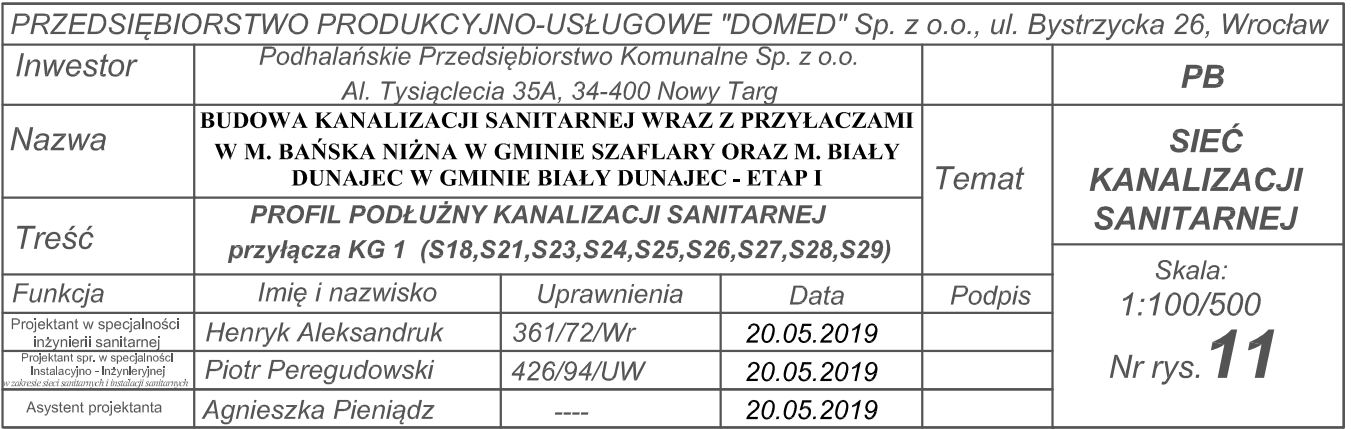 PRZEDSIĘBIORSTWO PRODUKCYJNO-USŁUGOWE "DOMED" Sp. z o.o., ul. Bystrzycka 26, Wrocław
Inwestor
Podhalańskie Przedsiębiorstwo Komunalne Sp. z o.o.
Al. Tysiąclecia 35A, 34-400 Nowy Targ
Nazwa
BUDOWA KANALIZACJI SANITARNEJ WRAZ Z PRZYŁACZAMI
W M. BAŃSKA NIŻNA W GMINIE SZAFLARY ORAZ M. BIAŁY
DUNAJEC W GMINIE BIAŁY DUNAJEC - ETAP I
Treść
PROFIL PODŁUŻNY KANALIZACJI SANITARNEJ
przyłącza KG 1 (S18,S21,S23,S24,S25,S26,S27,S28,S29)
Temat
PB
SIEĆ
KANALIZACJI
SANITARNEJ
Funkcja Imię i nazwisko Uprawnienia Data Podpis
Projektant w specjalności
inżynierii sanitarnej
Henryk Aleksandruk 361/72/Wr 20.05.2019
Projektant spr. w specjalności
Instalacyjno - Inżynieryjnej
w zakresie sieci sanitarnych i instalacji sanitarnych
Piotr Peregudowski 426/94/UW 20.05.2019
Asystent projektanta Agnieszka Pieniądz ---- 20.05.2019
Skala:
1:100/500
Nr rys. 11